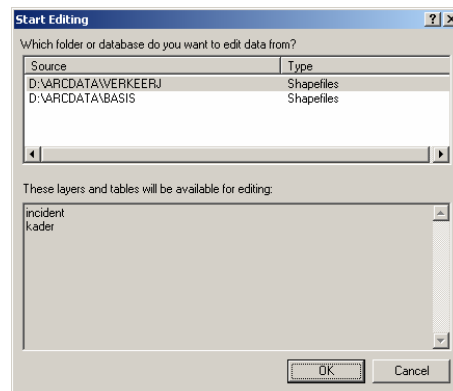 Start Editing
Which folder or database do you want to edit data from?
Source Type
D:\ARCDATA\VERKEERJ Shapefiles
D:\ARCDATA\BASIS Shapefiles
These layers and tables will be available for editing:
incident
kader
OK Cancel